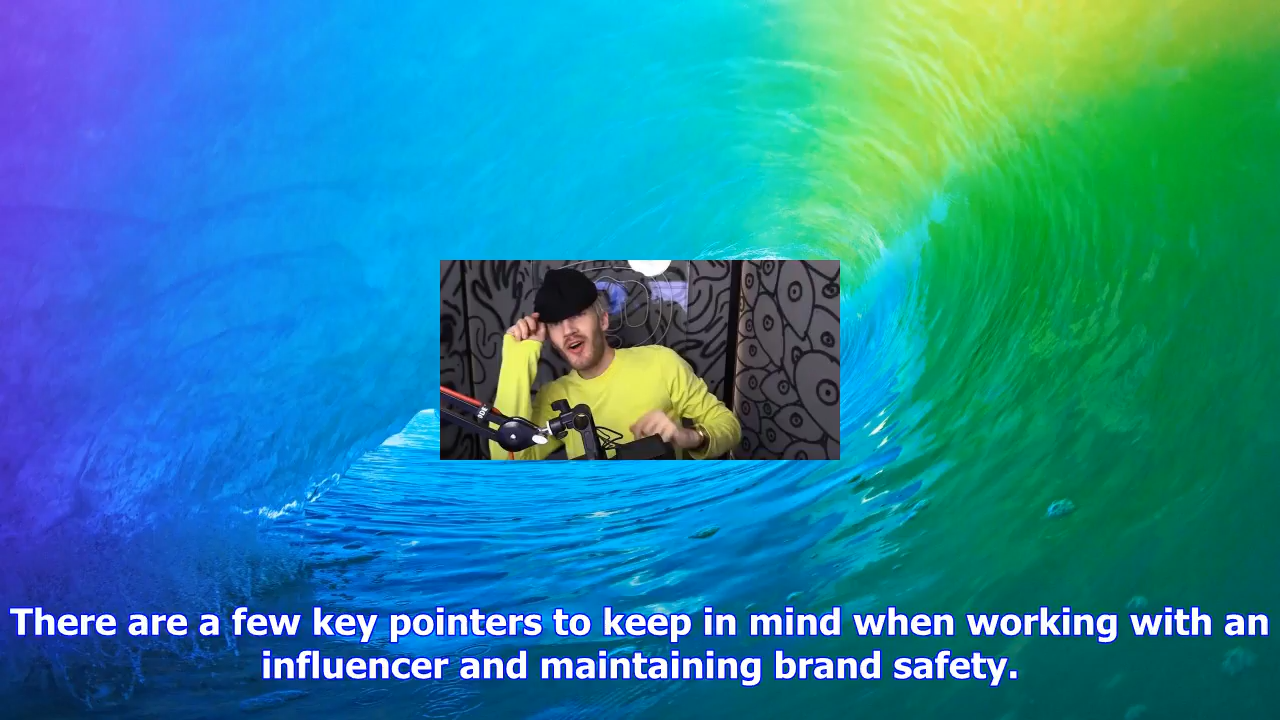 There are a few key pointers to keep in mind when working with an
influencer and maintaining brand safety.